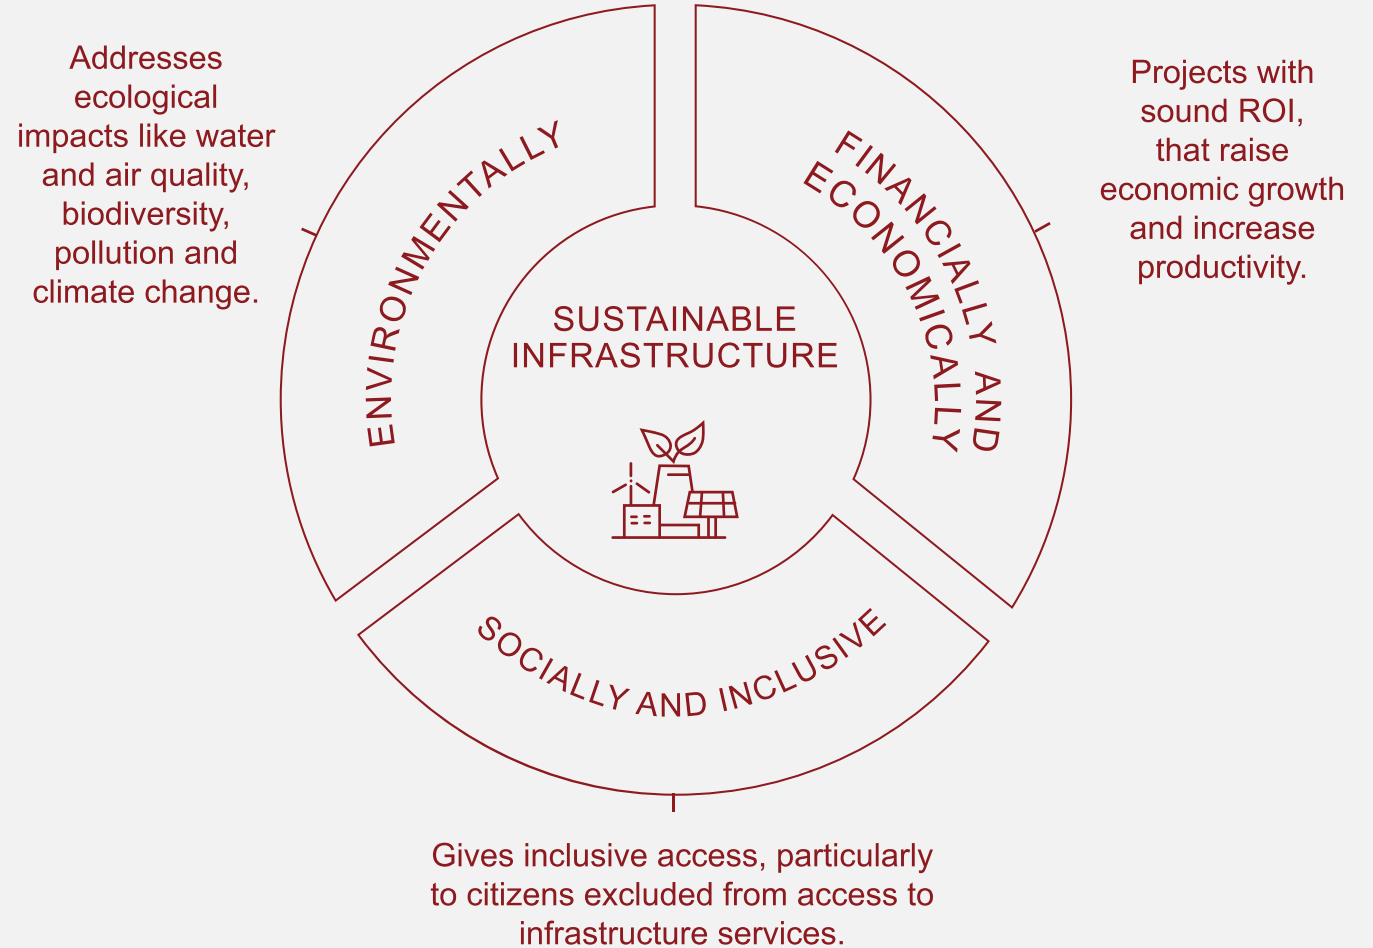 Addresses
ecological
impacts like water
and air quality,
biodiversity,
pollution and
climate change.
ENVIRONMENTALLY
SUSTAINABLE
INFRASTRUCTURE
FINANCIALLY AND
ECONOMICALLY
Projects with
sound ROI,
that raise
economic growth
and increase
productivity.
SOCIALLY AND INCLUSIVE
Gives inclusive access, particularly
to citizens excluded from access to
infrastructure services.